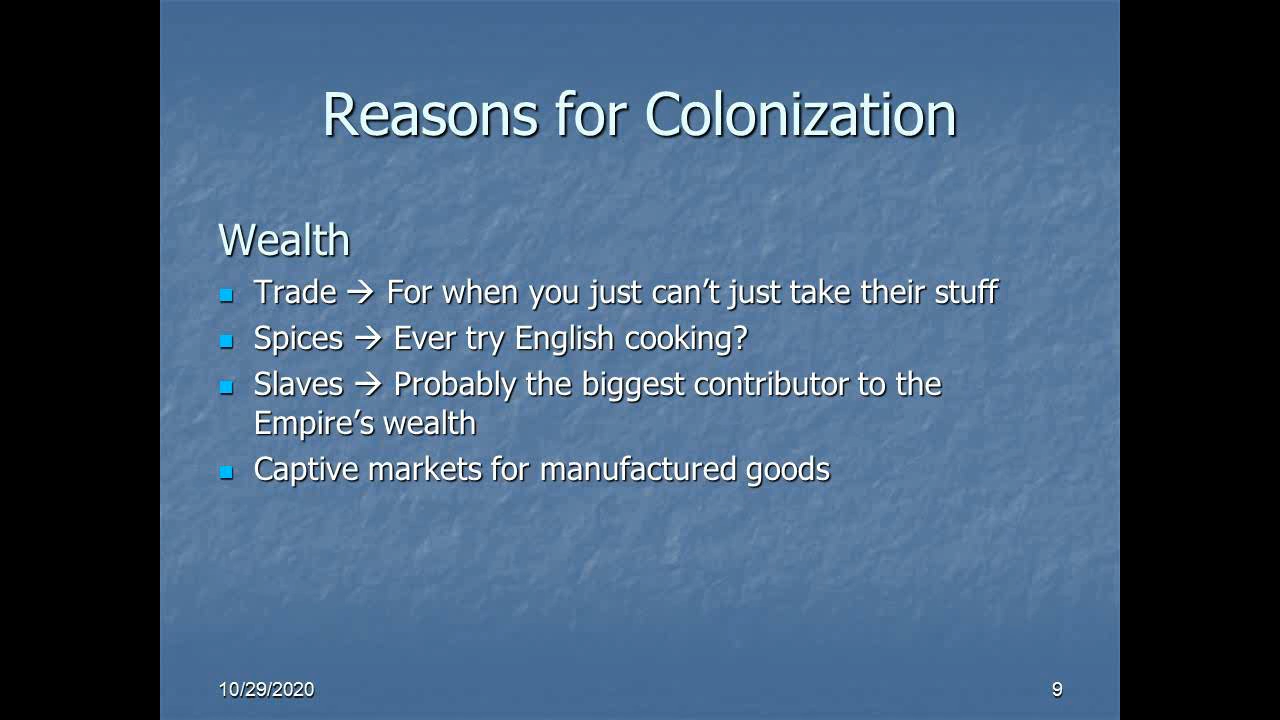 Reasons for Colonization
Wealth
Trade → For when you just can’t just take their stuff
Spices → Ever try English cooking?
Slaves → Probably the biggest contributor to the
Empire’s wealth
Captive markets for manufactured goods
10/29/2020
9